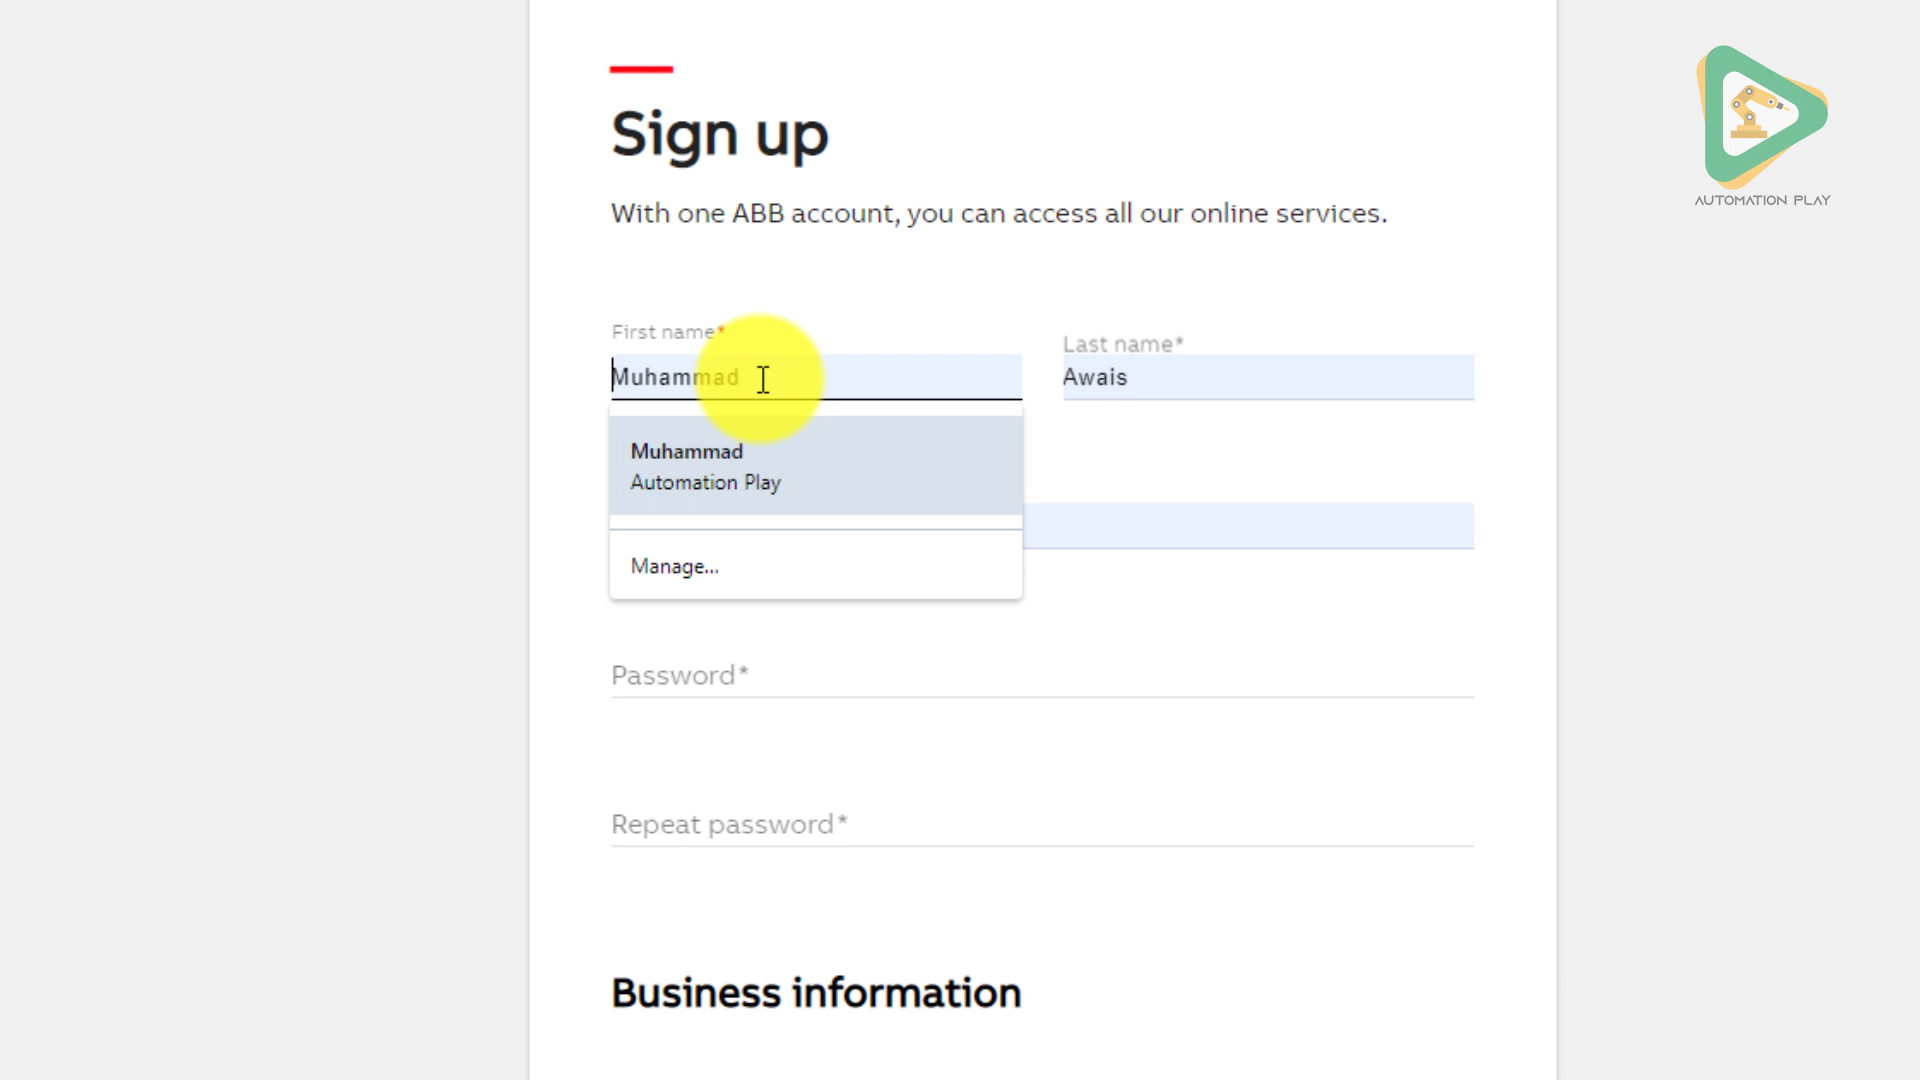 Sign up
AUTOMATION PLAY
With one ABB account, you can access all our online services.
First name*
Last name*
Muhammad
Awais
Muhammad
Automation Play
Manage...
Password*
Repeat password*
Business information